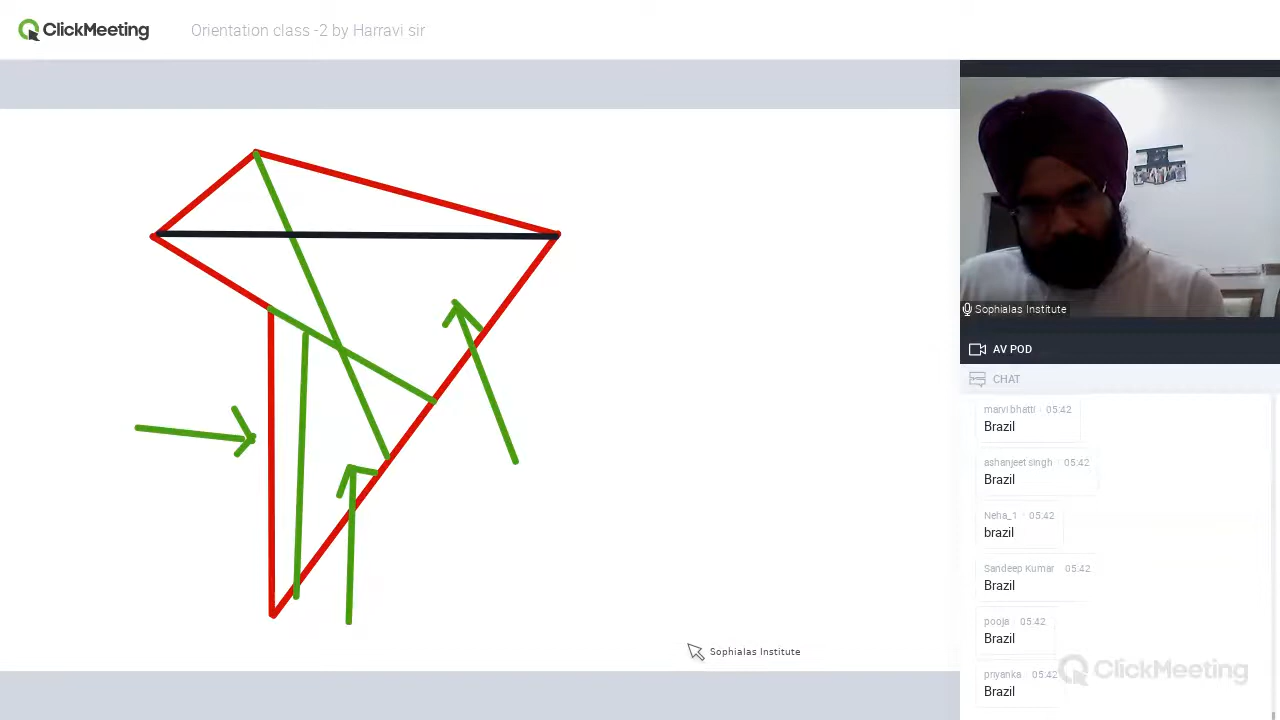 ClickMeeting
Orientation class -2 by Harravi sir
Sophialas Institute
AV POD
CHAT
marvi bhatti · 05:42
Brazil
ashanjeet singh · 05:42
Brazil
Neha_1 · 05:42
brazil
Sandeep Kumar · 05:42
Brazil
pooja · 05:42
Brazil
priyanka · 05:42
Brazil
ClickMeeting
Sophialas Institute